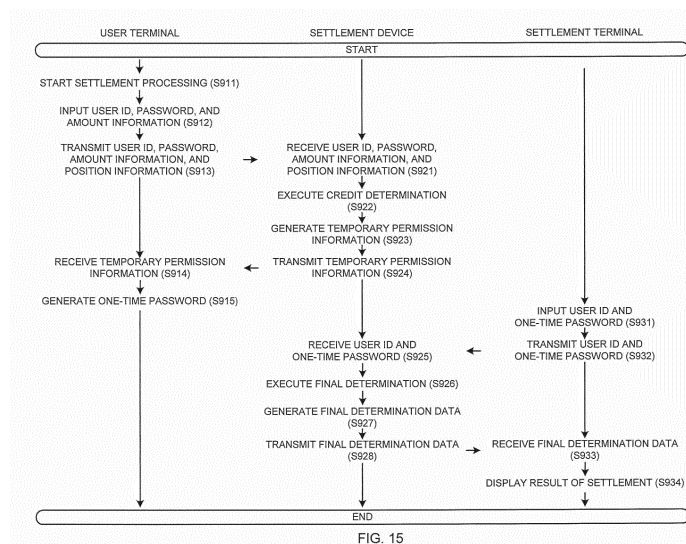 USER TERMINAL
SETTLEMENT DEVICE
SETTLEMENT TERMINAL
START
START SETTLEMENT PROCESSING (S911)
INPUT USER ID, PASSWORD, AND
AMOUNT INFORMATION (S912)
TRANSMIT USER ID, PASSWORD,
AMOUNT INFORMATION, AND
POSITION INFORMATION (S913)
RECEIVE USER ID, PASSWORD,
AMOUNT INFORMATION, AND
POSITION INFORMATION (S921)
EXECUTE CREDIT DETERMINATION
(S922)
GENERATE TEMPORARY PERMISSION
INFORMATION (S923)
TRANSMIT TEMPORARY PERMISSION
INFORMATION (S924)
RECEIVE TEMPORARY PERMISSION
INFORMATION (S914)
GENERATE ONE-TIME PASSWORD (S915)
INPUT USER ID AND
ONE-TIME PASSWORD (S931)
TRANSMIT USER ID AND
ONE-TIME PASSWORD (S932)
RECEIVE USER ID AND
ONE-TIME PASSWORD (S925)
EXECUTE FINAL DETERMINATION (S926)
GENERATE FINAL DETERMINATION DATA
(S927)
TRANSMIT FINAL DETERMINATION DATA
(S928)
RECEIVE FINAL DETERMINATION DATA
(S933)
DISPLAY RESULT OF SETTLEMENT (S934)
END
FIG. 15